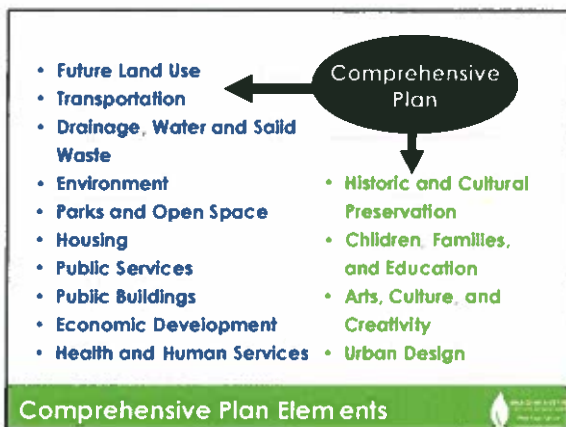 Comprehensive
Plan
• Future Land Use
• Transportation
• Drainage, Water and Solid
Waste
• Environment
• Parks and Open Space
• Housing
• Public Services
• Public Buildings
• Economic Development
• Health and Human Services
• Historic and Cultural
Preservation
• Children, Families,
and Education
• Arts, Culture, and
Creativity
• Urban Design
Comprehensive Plan Elements